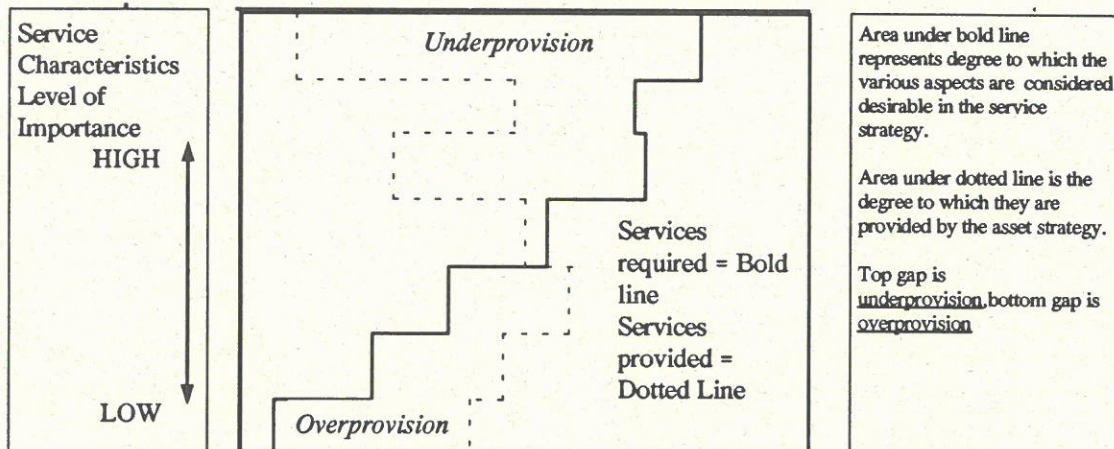 Service
Characteristics
Level of
Importance
HIGH
LOW
Underprovision
Services
required = Bold
line
Services
provided =
Dotted Line
Overprovision
Area under bold line
represents degree to which the
various aspects are considered
desirable in the service
strategy.
Area under dotted line is the
degree to which they are
provided by the asset strategy.
Top gap is
underprovision,bottom gap is
overprovision